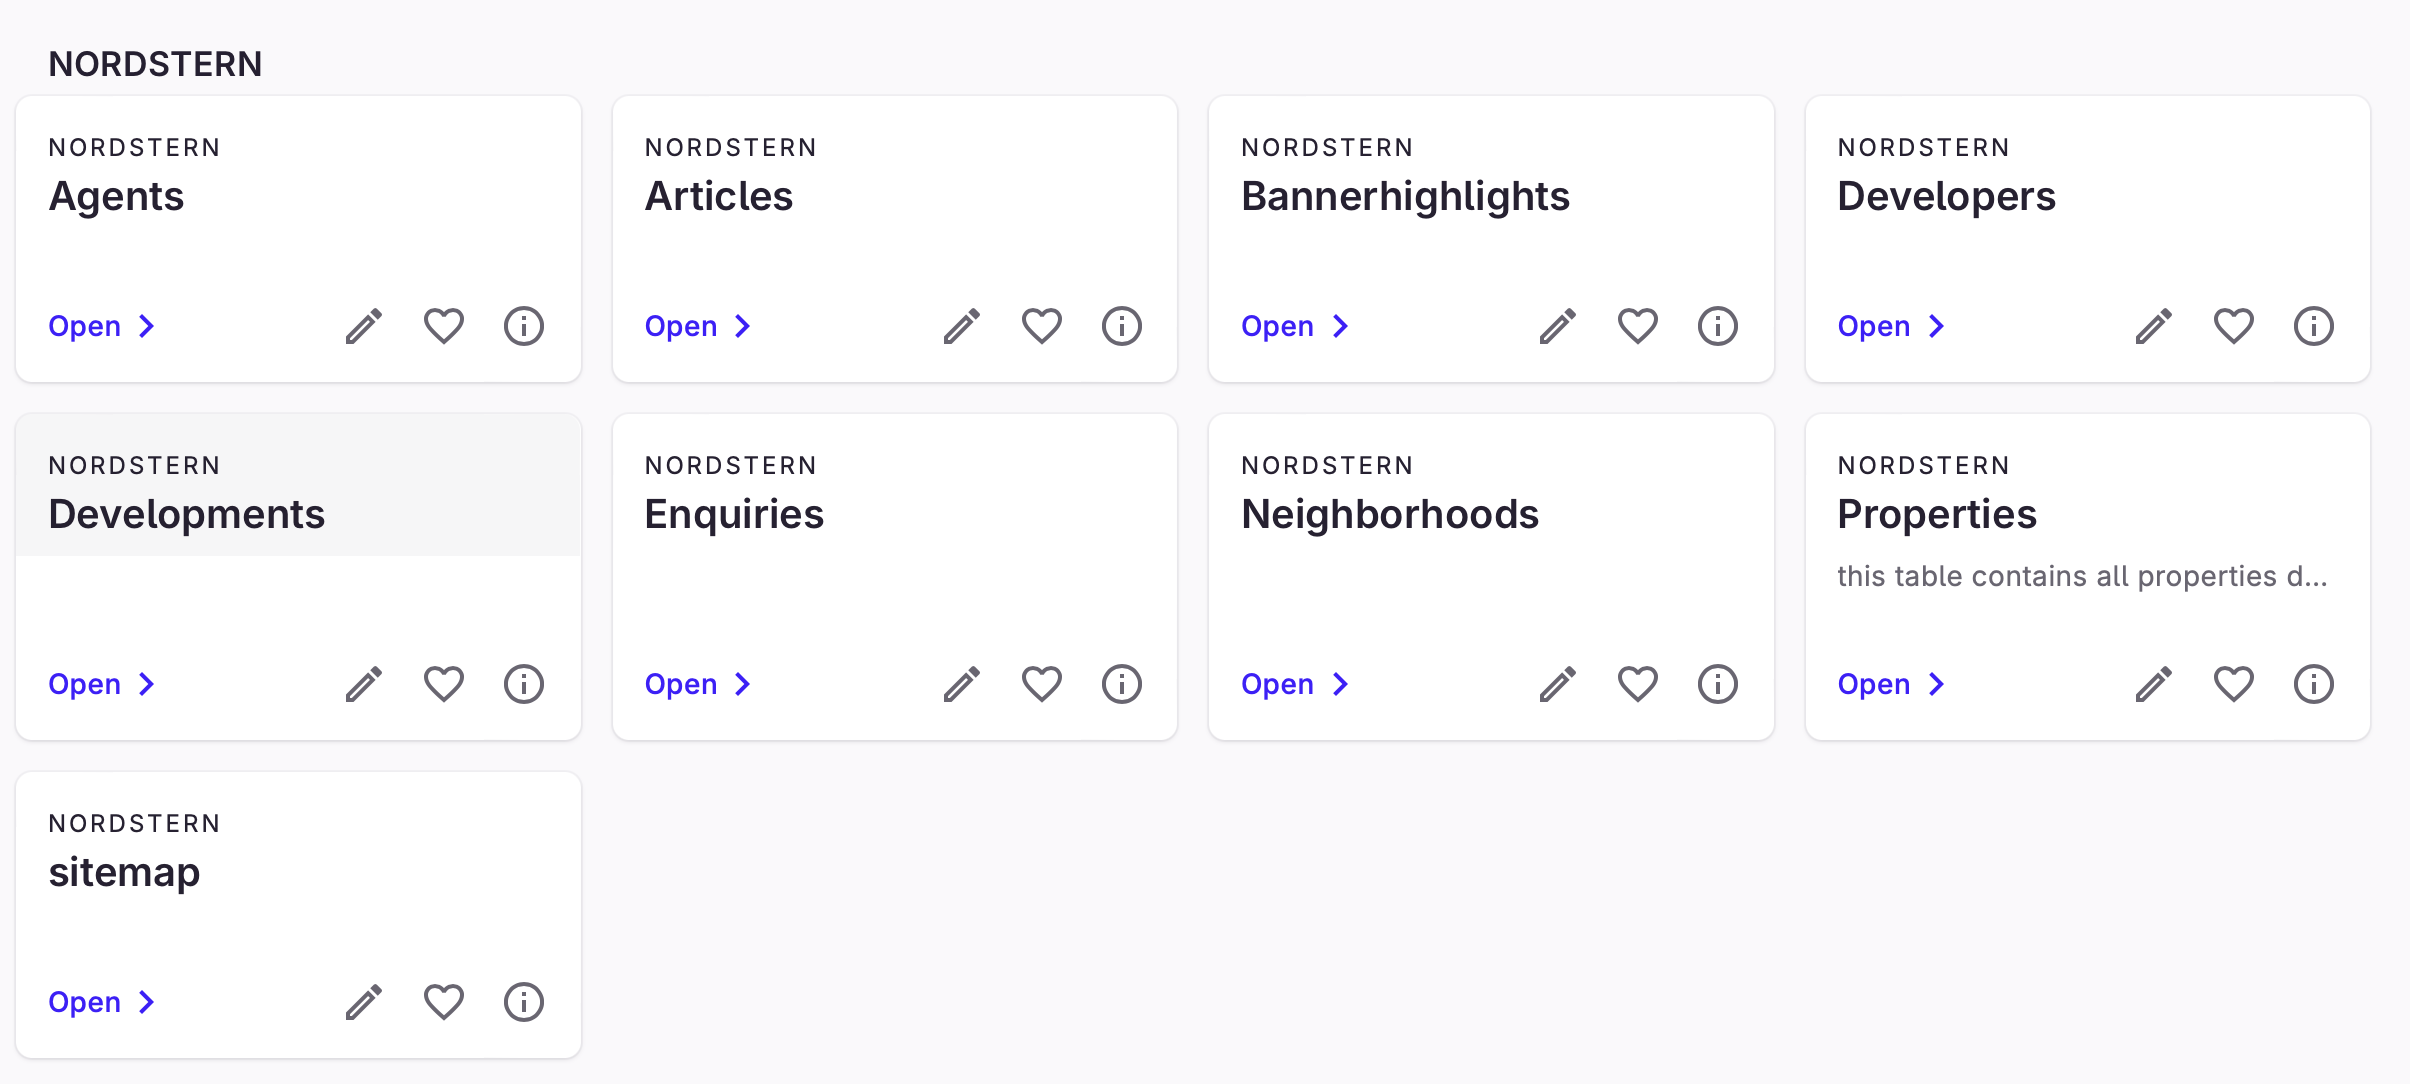 NORDSTERN
NORDSTERN
Agents
Open
NORDSTERN
Articles
Open
NORDSTERN
Bannerhighlights
Open
NORDSTERN
Developers
Open
NORDSTERN
Developments
Open
NORDSTERN
Enquiries
Open
NORDSTERN
Neighborhoods
Open
NORDSTERN
Properties
this table contains all properties d...
Open
NORDSTERN
sitemap
Open